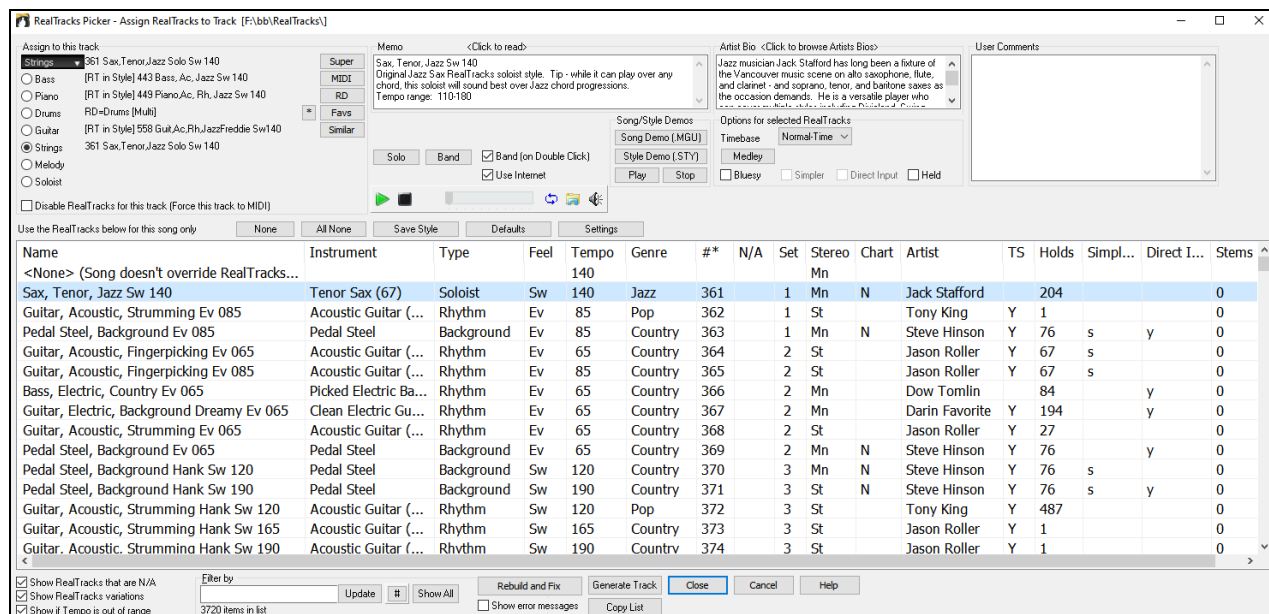 RealTracks Picker - Assign RealTracks to Track [F:\bb\RealTracks\]
Assign to this track
Strings 361 Sax,Tenor,Jazz Solo Sw 140 Super
Bass [RT in Style] 443 Bass, Ac, Jazz Sw 140 MIDI
Piano [RT in Style] 449 Piano,Ac, Rh, Jazz Sw 140 RD
Drums RD=Drums [Multi] * Favs
Guitar [RT in Style] 558 Guit,Ac,Rh,JazzFreddie Sw140 Similar
Strings 361 Sax,Tenor,Jazz Solo Sw 140
Melody
Soloist
Disable RealTracks for this track (Force this track to MIDI)
Memo <Click to read>
Sax, Tenor, Jazz Sw 140
Original Jazz Sax RealTracks soloist style. Tip - while it can play over any
chord, this soloist will sound best over Jazz chord progressions.
Tempo range: 110-180
Solo Band Band (on Double Click)
Use Internet
Song/Style Demos
Song Demo (.MGU)
Style Demo (.STY)
Play Stop
Artist Bio <Click to browse Artists Bios>
Jazz musician Jack Stafford has long been a fixture of
the Vancouver music scene on alto saxophone, flute,
and clarinet - and soprano, tenor, and baritone saxes as
the occasion demands. He is a versatile player who
Options for selected RealTracks
Timebase Normal-Time
Medley
Bluesy Simpler Direct Input Held
User Comments
Use the RealTracks below for this song only None All None Save Style Defaults Settings
Name Instrument Type Feel Tempo Genre #* N/A Set Stereo Chart Artist TS Holds Simpl... Direct I... Stems
<None> (Song doesn't override RealTracks... 140 Mn
Sax, Tenor, Jazz Sw 140 Tenor Sax (67) Soloist Sw 140 Jazz 361 1 Mn N Jack Stafford 204 0
Guitar, Acoustic, Strumming Ev 085 Acoustic Guitar (... Rhythm Ev 85 Pop 362 1 St Tony King Y 1 0
Pedal Steel, Background Ev 085 Pedal Steel Background Ev 85 Country 363 1 Mn N Steve Hinson Y 76 s y 0
Guitar, Acoustic, Fingerpicking Ev 065 Acoustic Guitar (... Rhythm Ev 65 Country 364 2 St Jason Roller Y 67 s 0
Guitar, Acoustic, Fingerpicking Ev 085 Acoustic Guitar (... Rhythm Ev 85 Country 365 2 St Jason Roller Y 67 s 0
Bass, Electric, Country Ev 065 Picked Electric Ba... Rhythm Ev 65 Country 366 2 Mn Dow Tomlin 84 y 0
Guitar, Electric, Background Dreamy Ev 065 Clean Electric Gu... Rhythm Ev 65 Country 367 2 Mn Darin Favorite Y 194 y 0
Guitar, Acoustic, Strumming Ev 065 Acoustic Guitar (... Rhythm Ev 65 Country 368 2 St Jason Roller Y 27 0
Pedal Steel, Background Ev 065 Pedal Steel Background Ev 65 Country 369 2 Mn N Steve Hinson Y 76 y 0
Pedal Steel, Background Hank Sw 120 Pedal Steel Background Sw 120 Country 370 3 Mn N Steve Hinson Y 76 s 0
Pedal Steel, Background Hank Sw 190 Pedal Steel Background Sw 190 Country 371 3 St N Steve Hinson Y 76 s y 0
Guitar, Acoustic, Strumming Hank Sw 120 Acoustic Guitar (... Rhythm Sw 120 Pop 372 3 St Tony King Y 487 0
Guitar, Acoustic, Strumming Hank Sw 165 Acoustic Guitar (... Rhythm Sw 165 Country 373 3 St Jason Roller Y 1 0
Guitar, Acoustic, Strumming Hank Sw 190 Acoustic Guitar (... Rhythm Sw 190 Country 374 3 St Jason Roller Y 1 0
Show RealTracks that are N/A
Show RealTracks variations
Show if Tempo is out of range
Filter by
Update # Show All
3720 items in list
Rebuild and Fix Generate Track Close Cancel Help
Show error messages Copy List